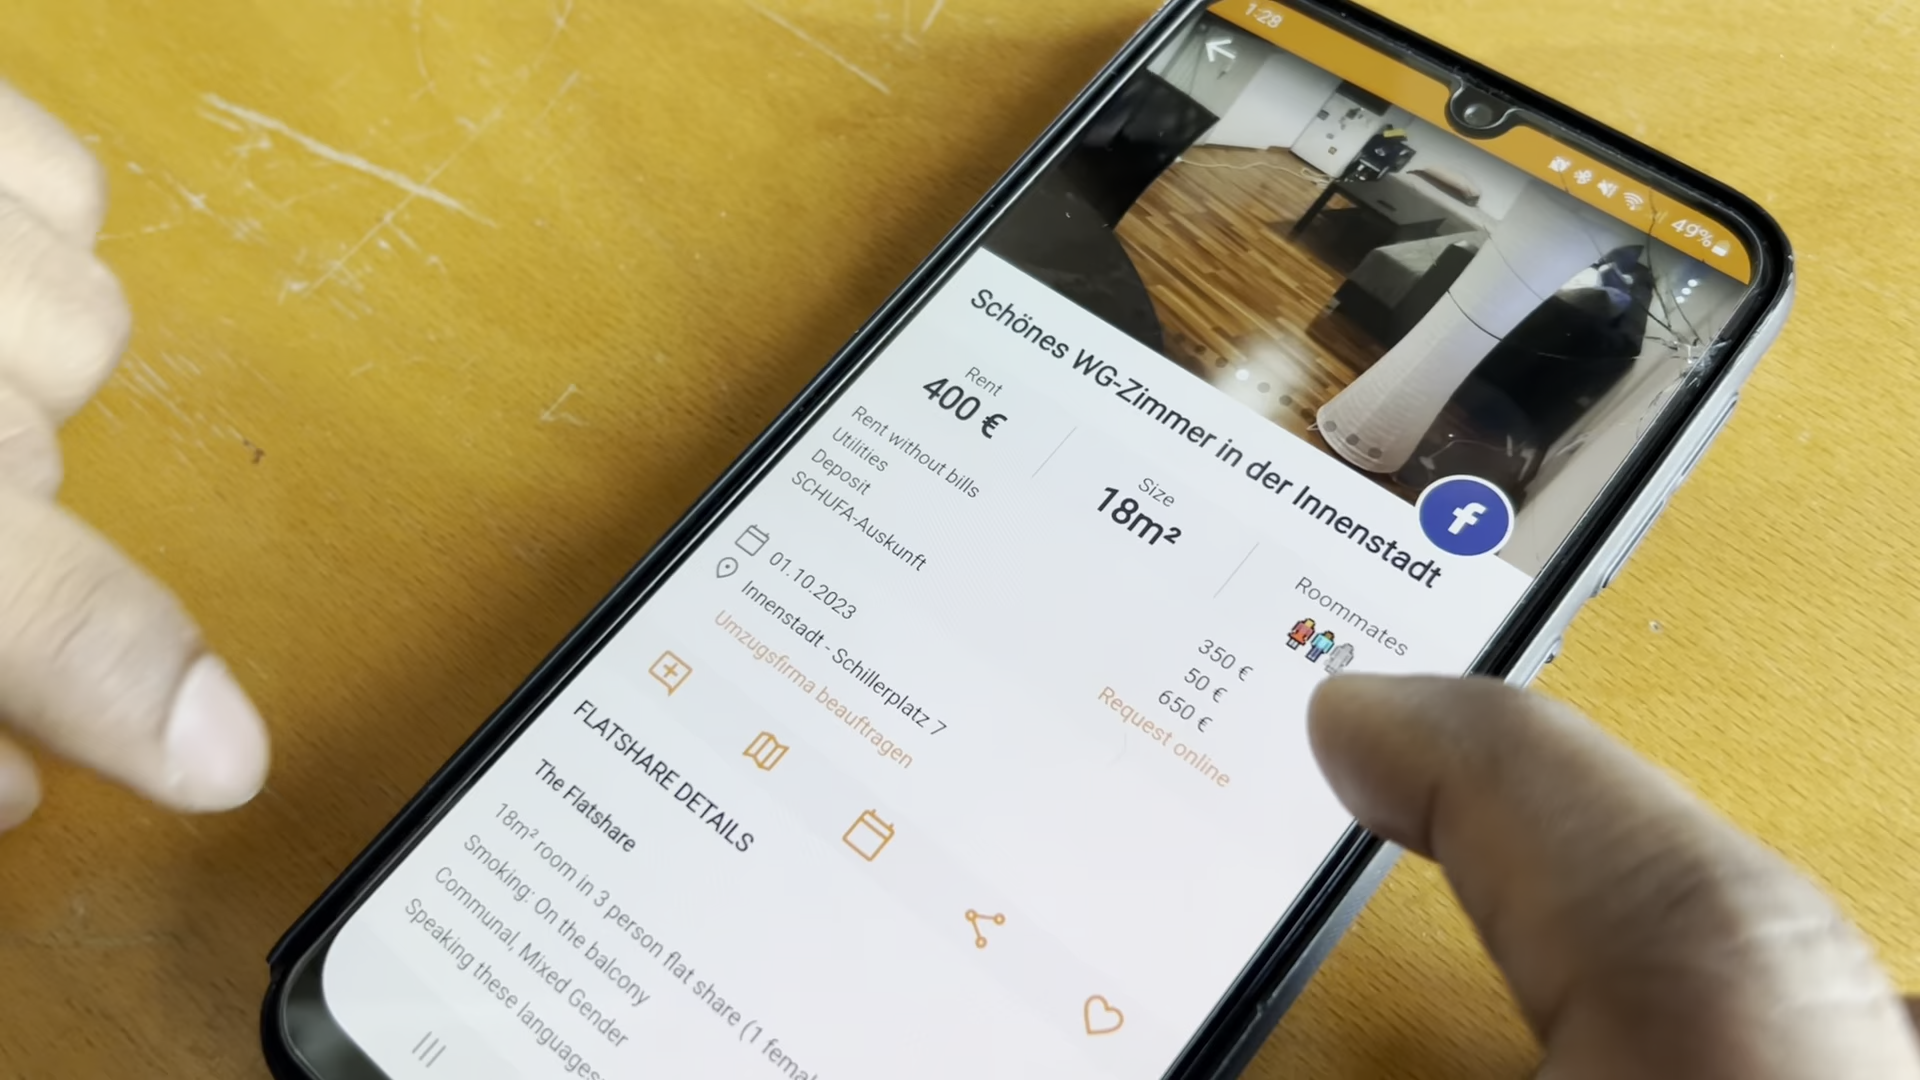 1:28
49%
Schönes WG-Zimmer in der Innenstadt
Rent
400 €
Size
18m²
Roommates
Rent without bills 350 €
Utilities 50 €
Deposit 650 €
SCHUFA-Auskunft Request online
01.10.2023
Innenstadt - Schillerplatz 7
Umzugsfirma beauftragen
FLATSHARE DETAILS
The Flatshare
18m² room in 3 person flat share (1
Smoking: On the balcony
Communal, Mixed Gender
Speaking these languages